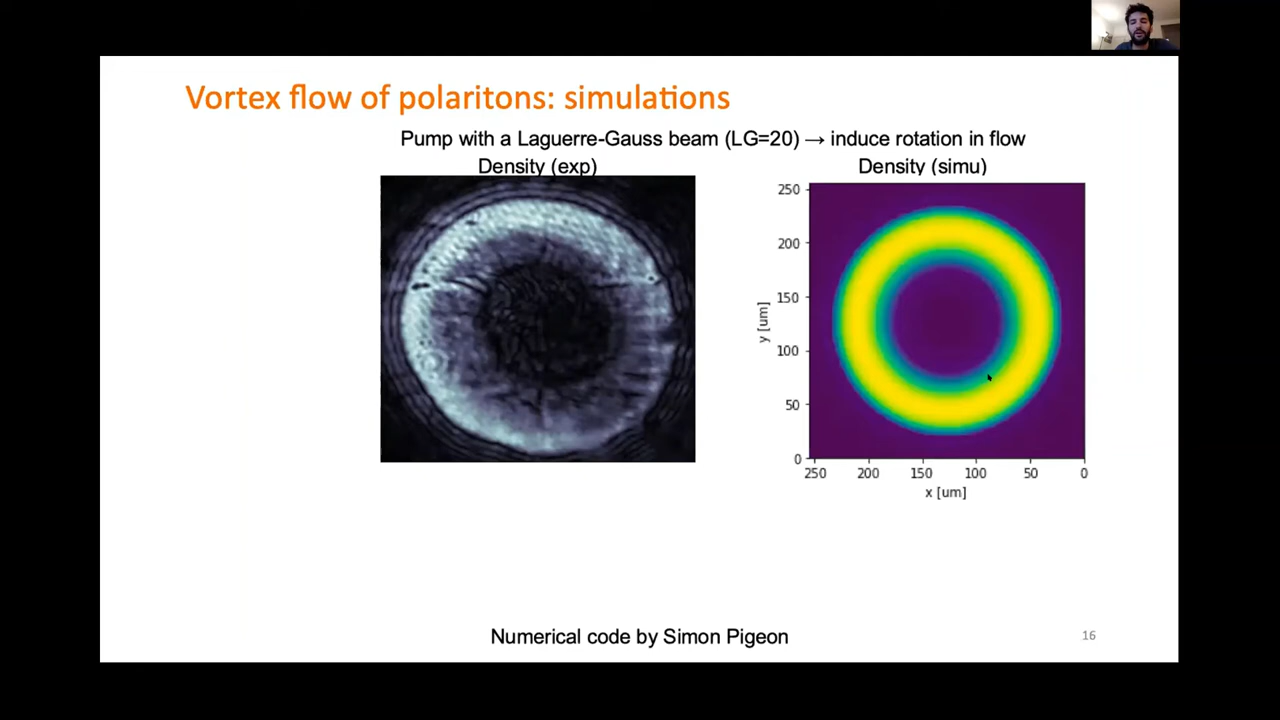 Vortex flow of polaritons: simulations
Pump with a Laguerre-Gauss beam (LG=20) → induce rotation in flow
Density (exp)
Density (simu)
250
200
150
100
50
0
y [um]
250 200 150 100 50 0
x [um]
Numerical code by Simon Pigeon
16